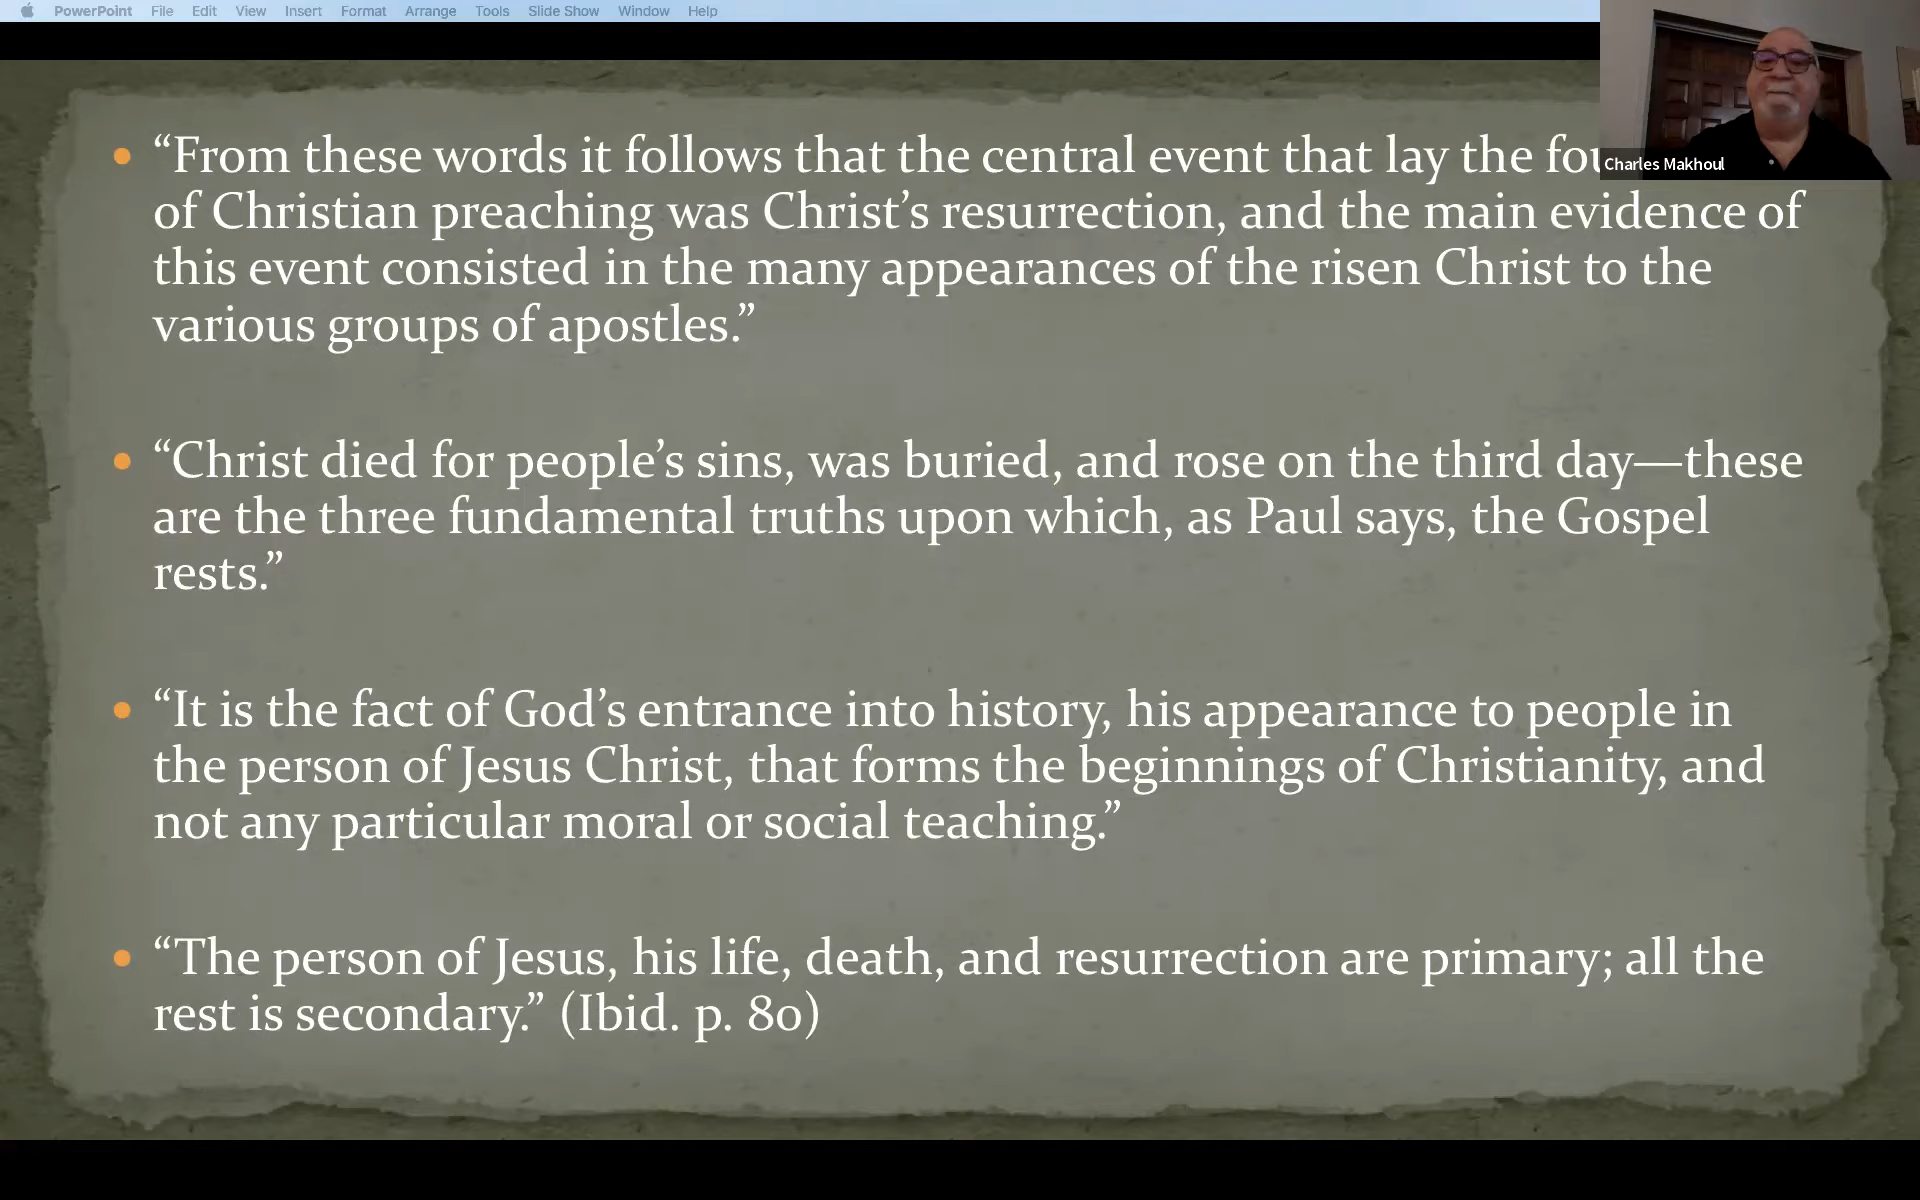 PowerPoint File Edit View Insert Format Arrange Tools Slide Show Window Help
• “From these words it follows that the central event that lay the
Charles Makhoul
of Christian preaching was Christ’s resurrection, and the main evidence of
this event consisted in the many appearances of the risen Christ to the
various groups of apostles.”
• “Christ died for people’s sins, was buried, and rose on the third day—these
are the three fundamental truths upon which, as Paul says, the Gospel
rests.”
• “It is the fact of God’s entrance into history, his appearance to people in
the person of Jesus Christ, that forms the beginnings of Christianity, and
not any particular moral or social teaching.”
• “The person of Jesus, his life, death, and resurrection are primary; all the
rest is secondary.” (Ibid. p. 80)